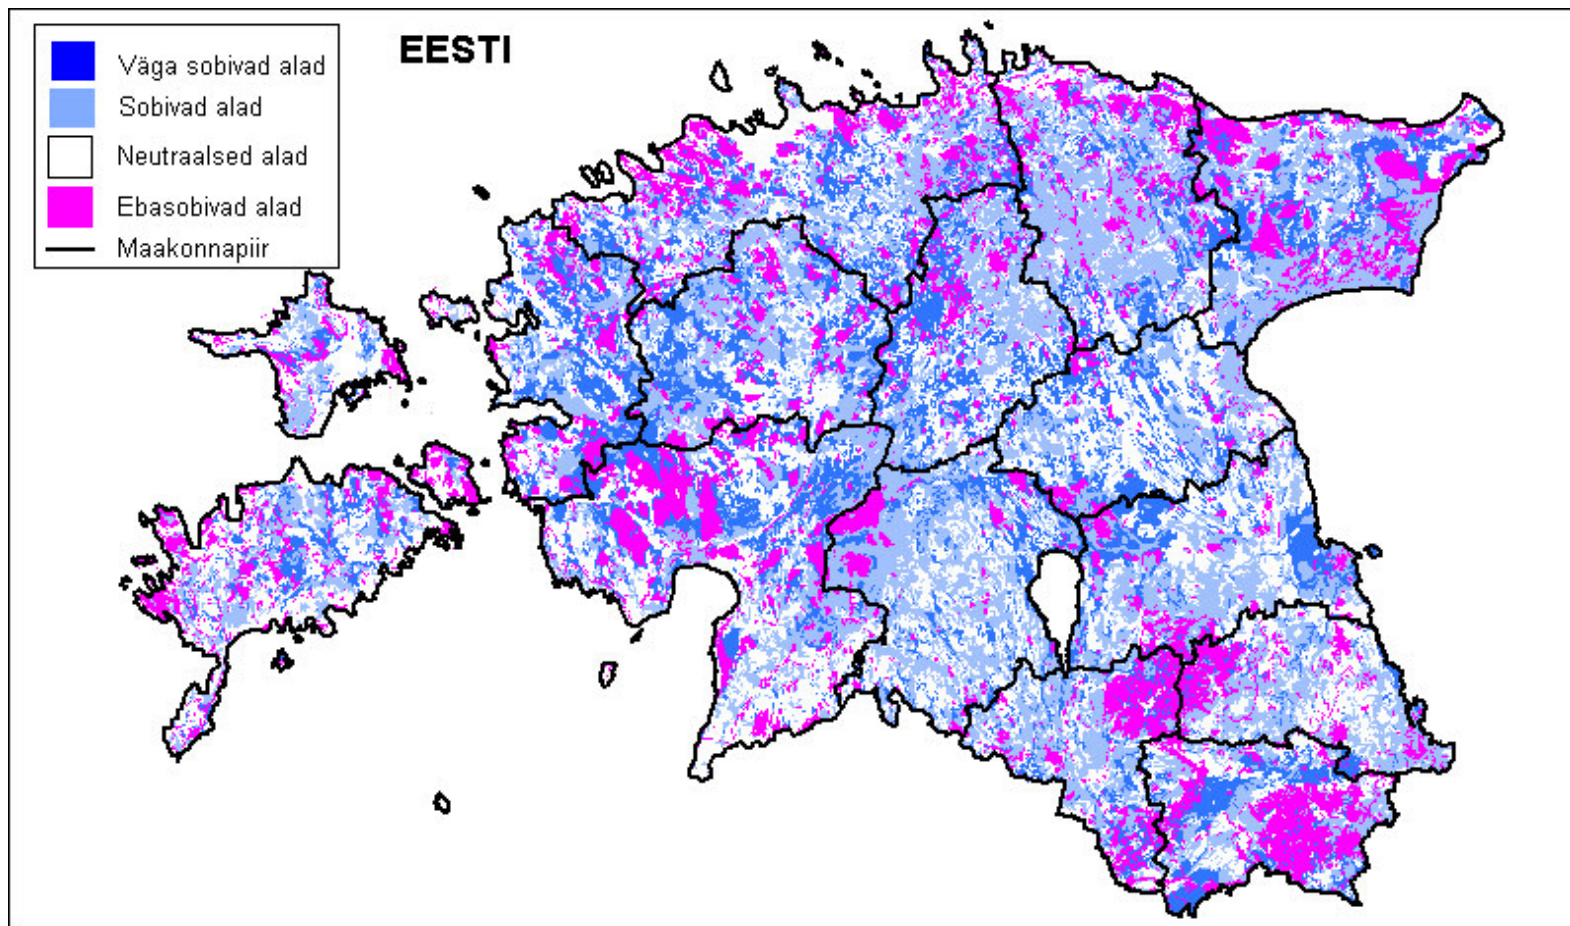 EESTI
Väga sobivad alad
Sobivad alad
Neutraalsed alad
Ebasobivad alad
Maakonnapiir